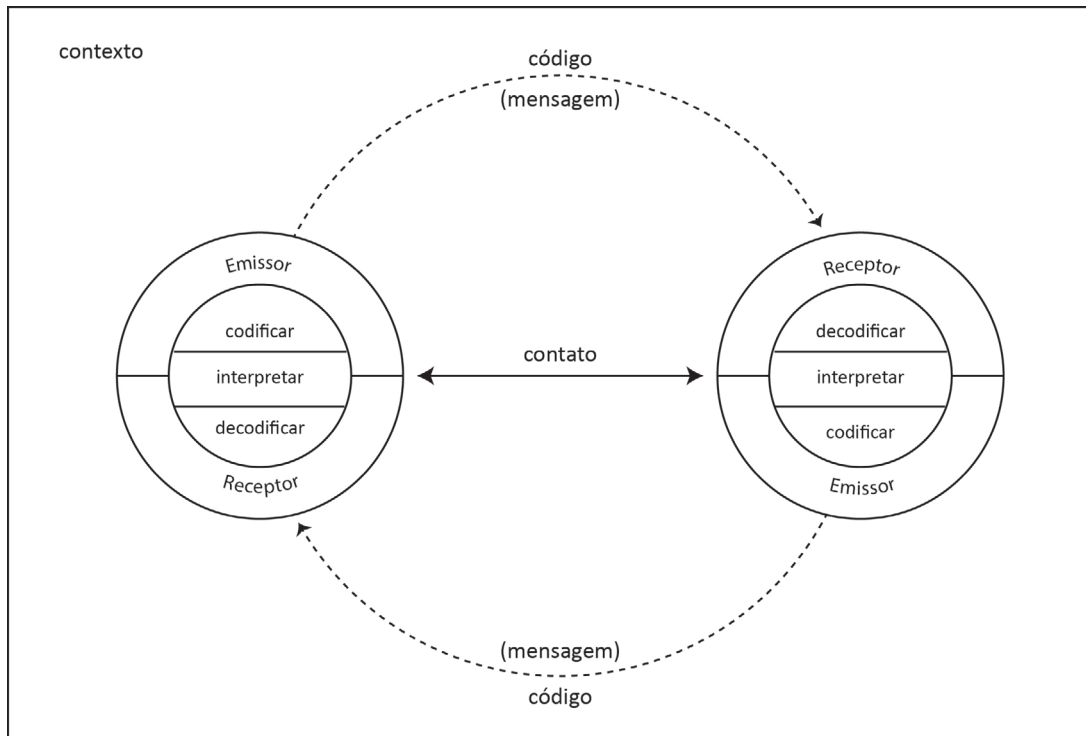 contexto
código
(mensagem)
Emissor
codificar
interpretar
decodificar
Receptor
contato
Receptor
decodificar
interpretar
codificar
Emissor
(mensagem)
código